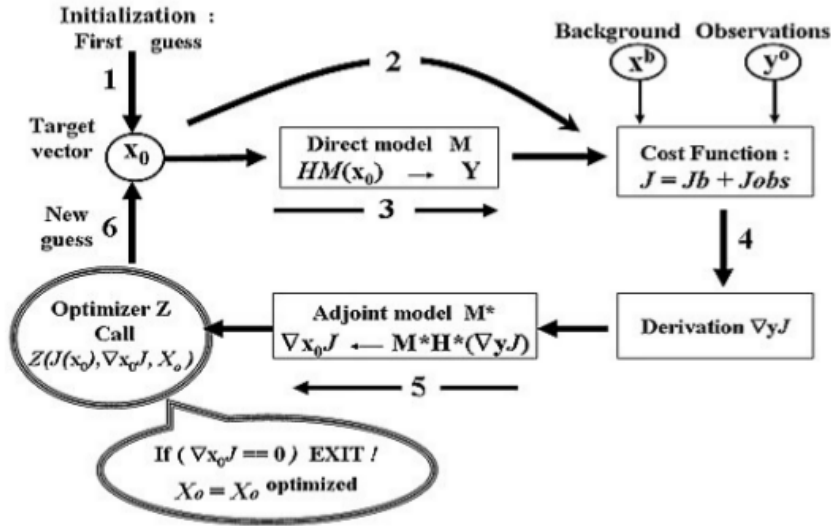 Initialization :
First guess
1
2
Background Observations
xᵇ
yᵒ
Target
vector
x₀
Direct model M
HM(x₀) → Y
3
Cost Function :
J = Jb + Jobs
4
New
guess
6
Optimizer Z
Call
Z(J(x₀),∇x₀J, Xₒ)
Adjoint model M*
∇x₀J ← M*H*(∇yJ)
5
Derivation ∇yJ
If (∇x₀J == 0) EXIT !
Xo = Xo optimized